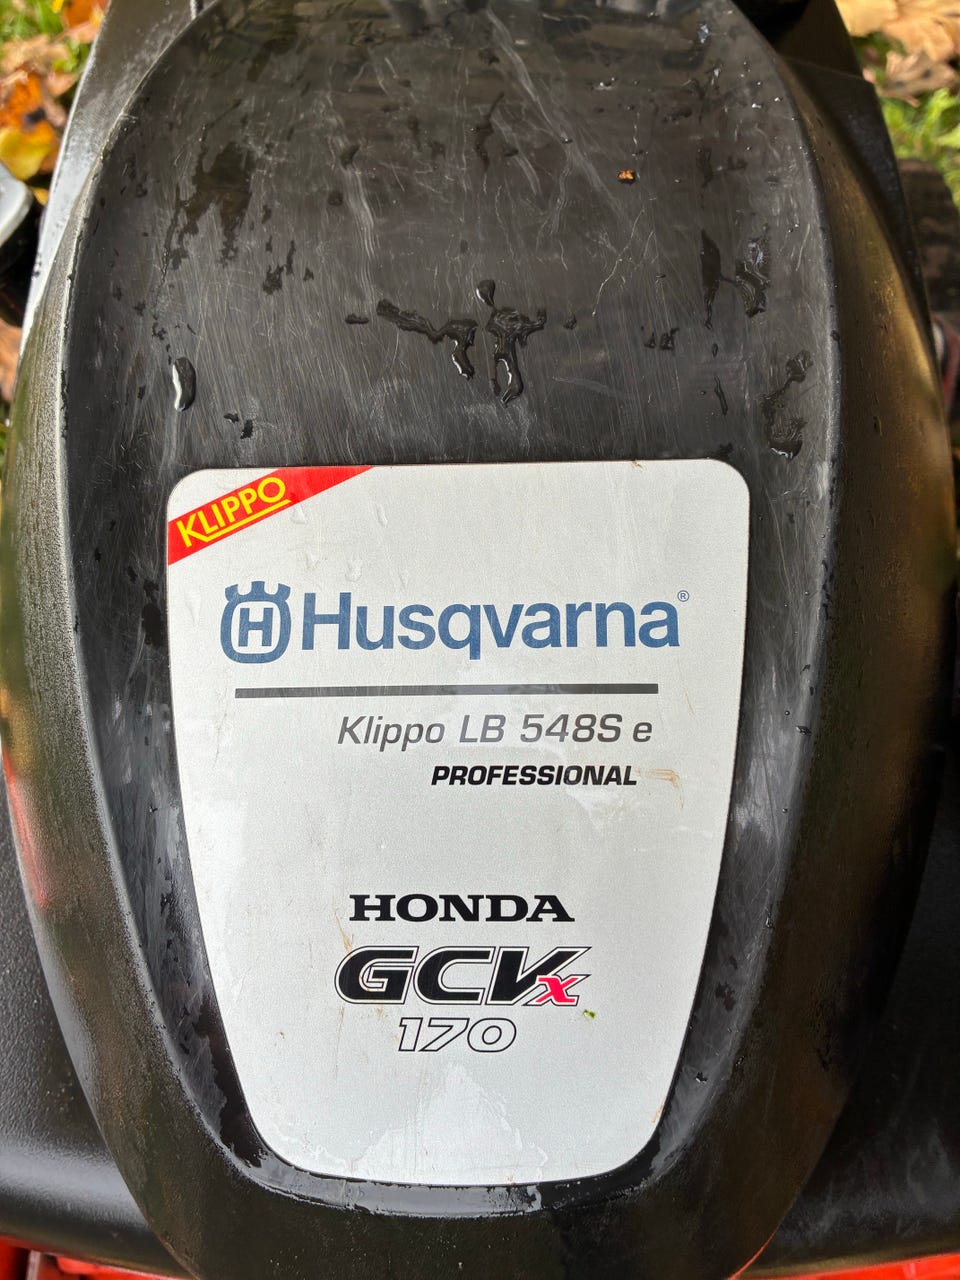 KLIPPO
H Husqvarna®
Klippo LB 548S e
PROFESSIONAL
HONDA
GCVx
170